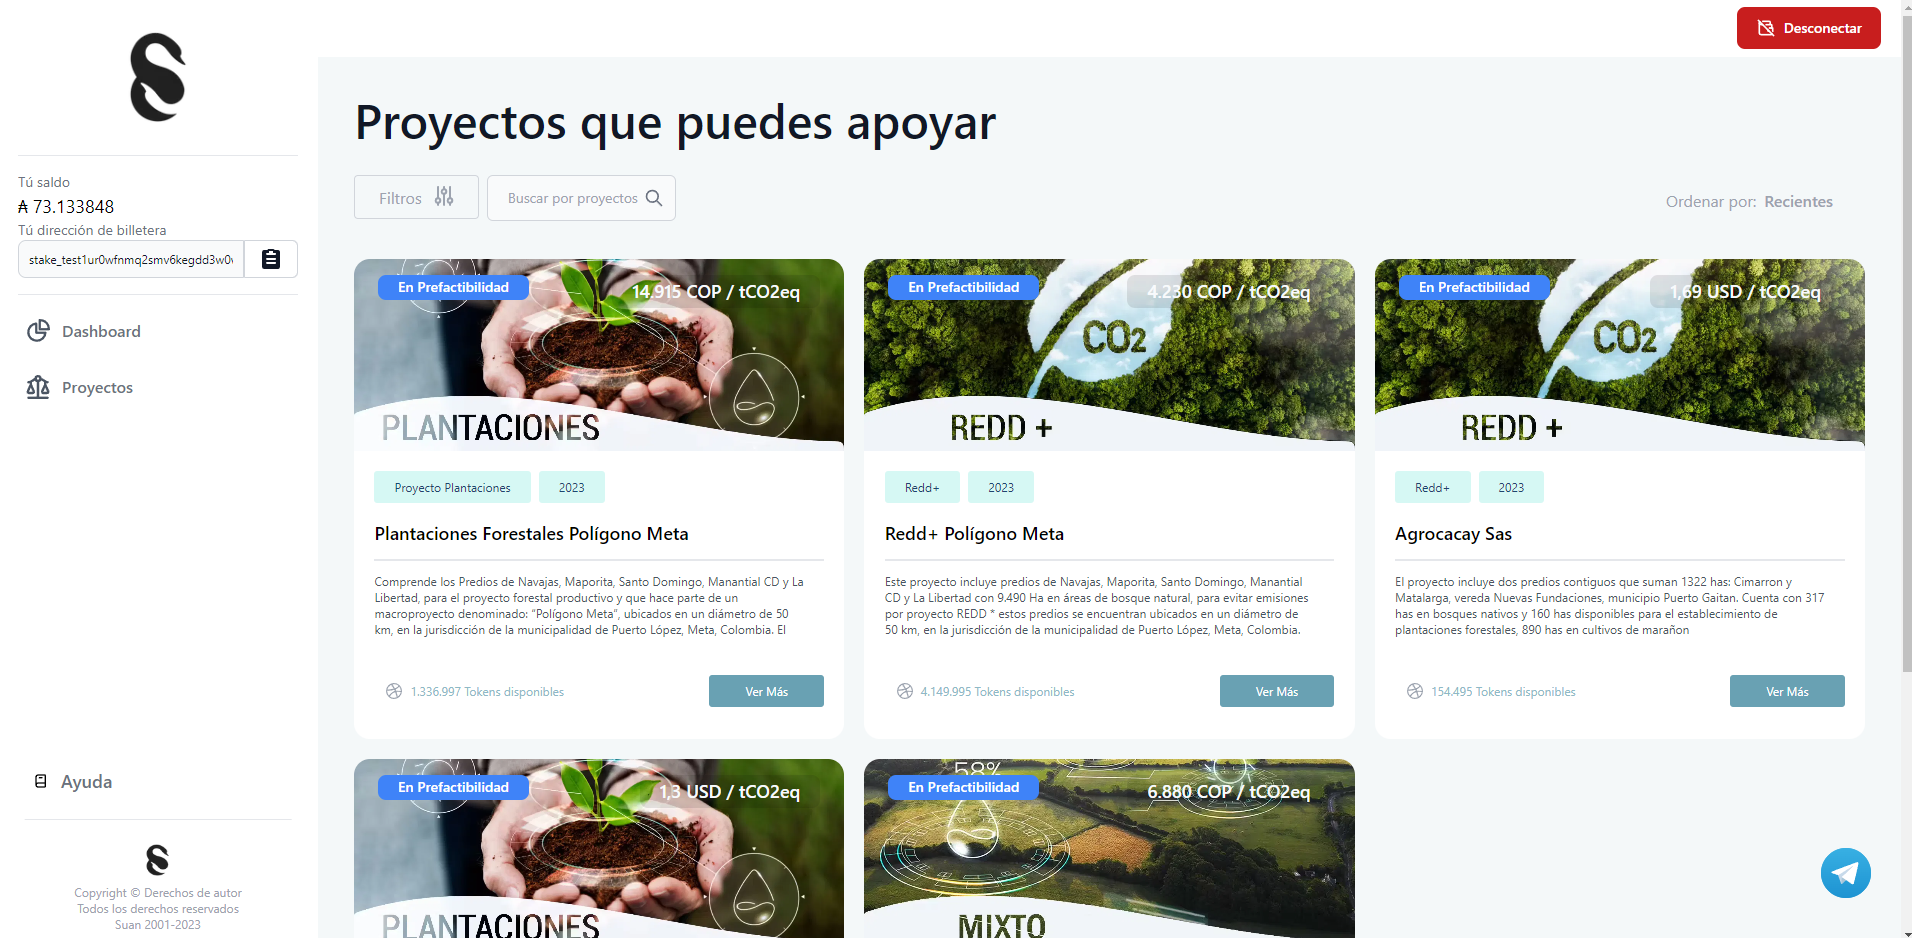 Desconectar
Tú saldo
₳ 73.133848
Tú dirección de billetera
stake_test1ur0wfnmq2smv6kegdd3w0
Dashboard
Proyectos
Ayuda
Copyright © Derechos de autor
Todos los derechos reservados
Suan 2001-2023
Proyectos que puedes apoyar
Filtros
Buscar por proyectos
Ordenar por: Recientes
En Prefactibilidad
14.915 COP / tCO2eq
PLANTACIONES
Proyecto Plantaciones
2023
Plantaciones Forestales Polígono Meta
Comprende los Predios de Navajas, Maporita, Santo Domingo, Manantial CD y La
Libertad, para el proyecto forestal productivo y que hace parte de un
macroproyecto denominado: “Polígono Meta”, ubicados en un diámetro de 50
km, en la jurisdicción de la municipalidad de Puerto López, Meta, Colombia. El
1.336.997 Tokens disponibles
Ver Más
En Prefactibilidad
4.230 COP / tCO2eq
CO2
REDD +
Redd+
2023
Redd+ Polígono Meta
Este proyecto incluye predios de Navajas, Maporita, Santo Domingo, Manantial
CD y La Libertad con 9.490 Ha en áreas de bosque natural, para evitar emisiones
por proyecto REDD * estos predios se encuentran ubicados en un diámetro de
50 km, en la jurisdicción de la municipalidad de Puerto López, Meta, Colombia.
4.149.995 Tokens disponibles
Ver Más
En Prefactibilidad
1,69 USD / tCO2eq
CO2
REDD +
Redd+
2023
Agrocacay Sas
El proyecto incluye dos predios contiguos que suman 1322 has: Cimarron y
Matalarga, vereda Nuevas Fundaciones, municipio Puerto Gaitan. Cuenta con 317
has en bosques nativos y 160 has disponibles para el establecimiento de
plantaciones forestales, 890 has en cultivos de marañon
154.495 Tokens disponibles
Ver Más
En Prefactibilidad
1,3 USD / tCO2eq
PLANTACIONES
58%
En Prefactibilidad
6.880 COP / tCO2eq
MIXTO